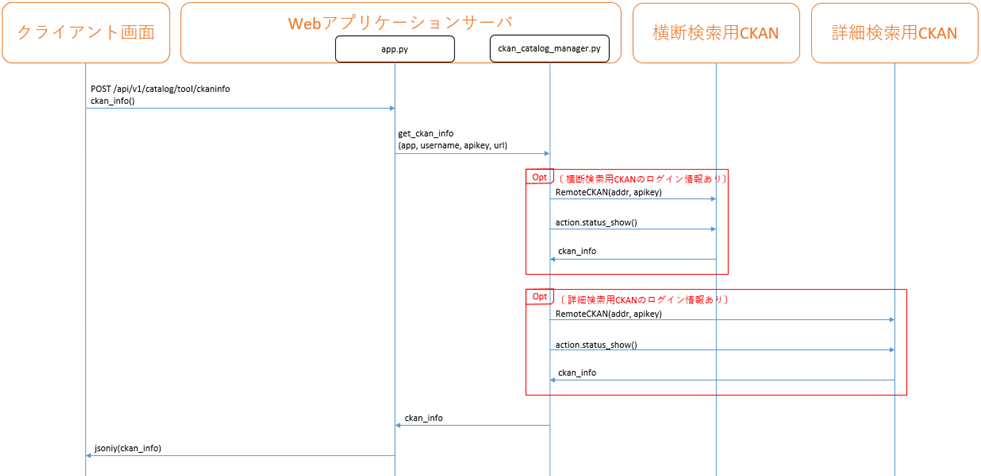 クライアント画面
Webアプリケーションサーバ
app.py
ckan_catalog_manager.py
横断検索用CKAN
詳細検索用CKAN
POST /api/v1/catalog/tool/ckaninfo
ckan_info()
get_ckan_info
(app, username, apikey, url)
Opt
〔 横断検索用CKANのログイン情報あり〕
RemoteCKAN(addr, apikey)
action.status_show()
ckan_info
Opt
〔 詳細検索用CKANのログイン情報あり〕
RemoteCKAN(addr, apikey)
action.status_show()
ckan_info
ckan_info
jsoniy(ckan_info)